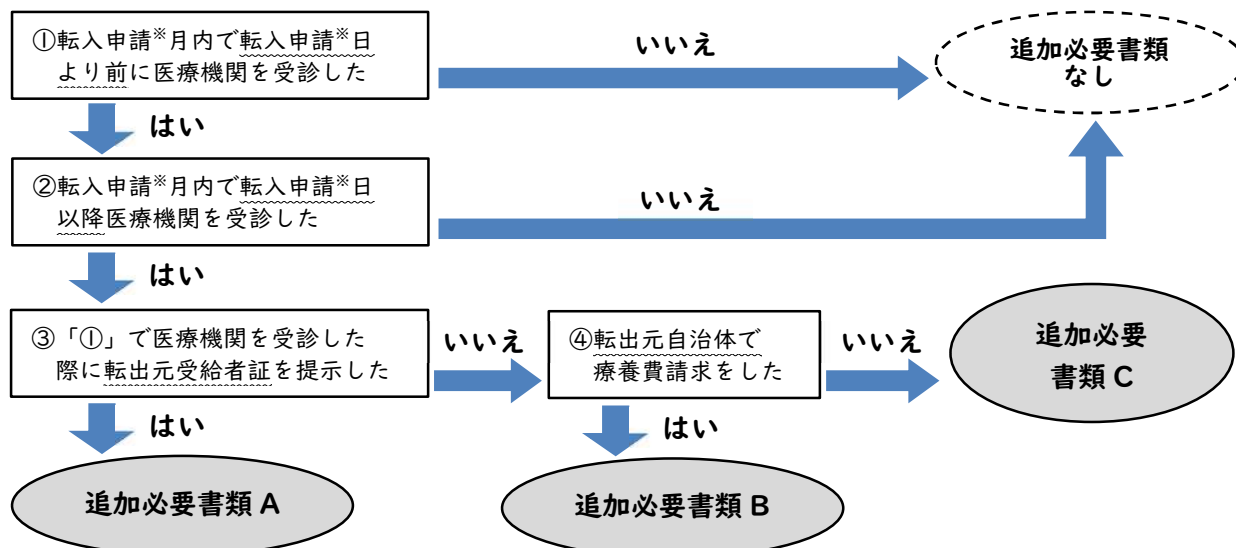 ①転入申請※月内で転入申請※日
より前に医療機関を受診した
いいえ
追加必要書類
なし
はい
②転入申請※月内で転入申請※日
以降医療機関を受診した
いいえ
はい
③「①」で医療機関を受診した
際に転出元受給者証を提示した
いいえ
④転出元自治体で
療養費請求をした
いいえ
追加必要
書類 C
はい
はい
追加必要書類 A
追加必要書類 B